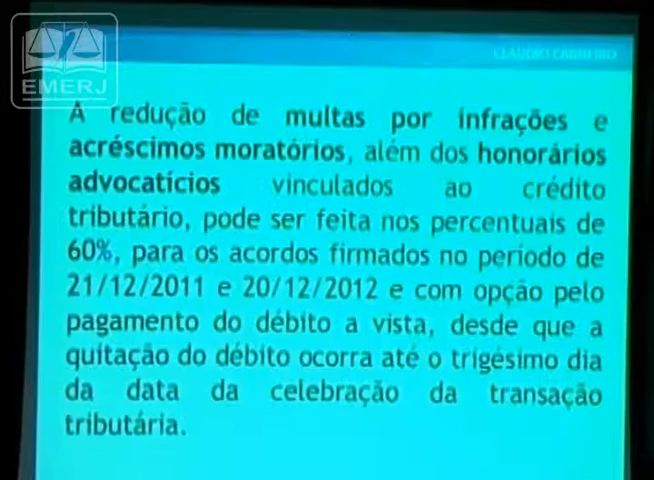 CLAUDIO CARNEIRO
EMERJ
A redução de multas por infrações e
acréscimos moratórios, além dos honorários
advocatícios vinculados ao crédito
tributário, pode ser feita nos percentuais de
60%, para os acordos firmados no período de
21/12/2011 e 20/12/2012 e com opção pelo
pagamento do débito a vista, desde que a
quitação do débito ocorra até o trigésimo dia
da data da celebração da transação
tributária.